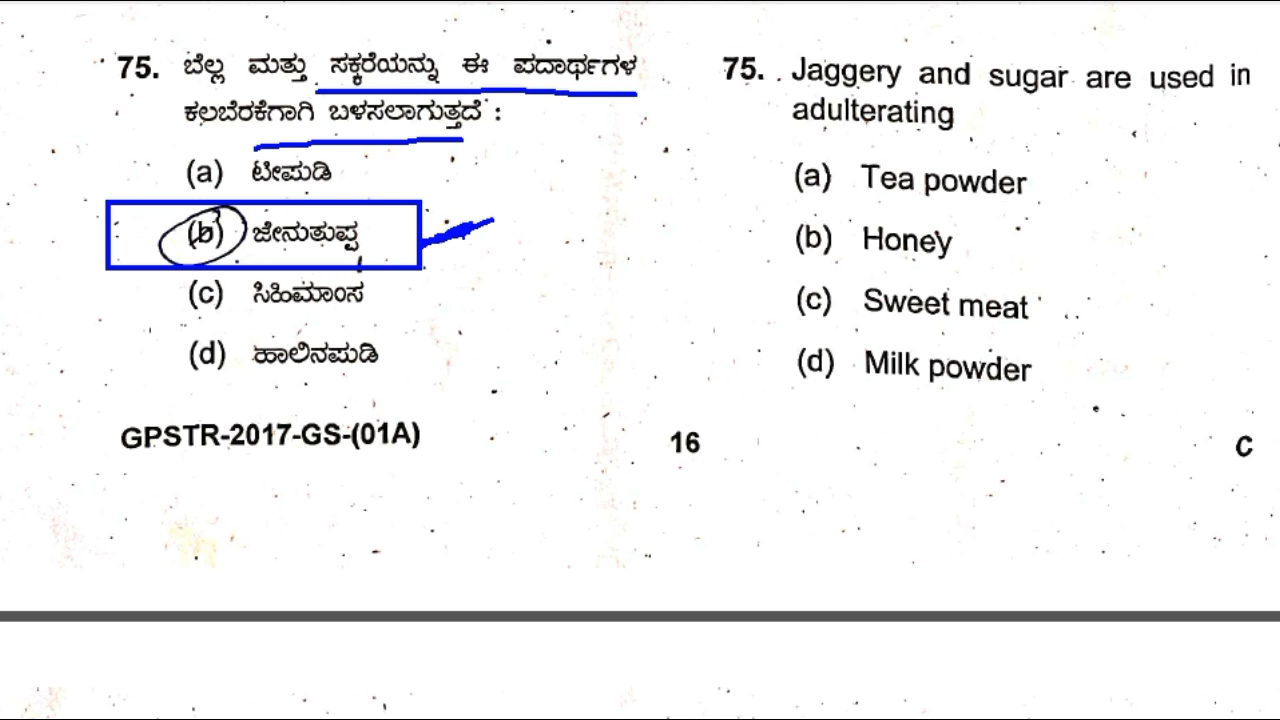 75. ಬೆಲ್ಲ ಮತ್ತು ಸಕ್ಕರೆಯನ್ನು ಈ ಪದಾರ್ಥಗಳ
ಕಲಬೆರಕೆಗಾಗಿ ಬಳಸಲಾಗುತ್ತದೆ :
(a) ಟೀಪುಡಿ
(b) ಜೇನುತುಪ್ಪ
(c) ಸಿಹಿಮಾಂಸ
(d) ಹಾಲಿನಪುಡಿ
75. Jaggery and sugar are used in
adulterating
(a) Tea powder
(b) Honey
(c) Sweet meat
(d) Milk powder
GPSTR-2017-GS-(01A) 16 C